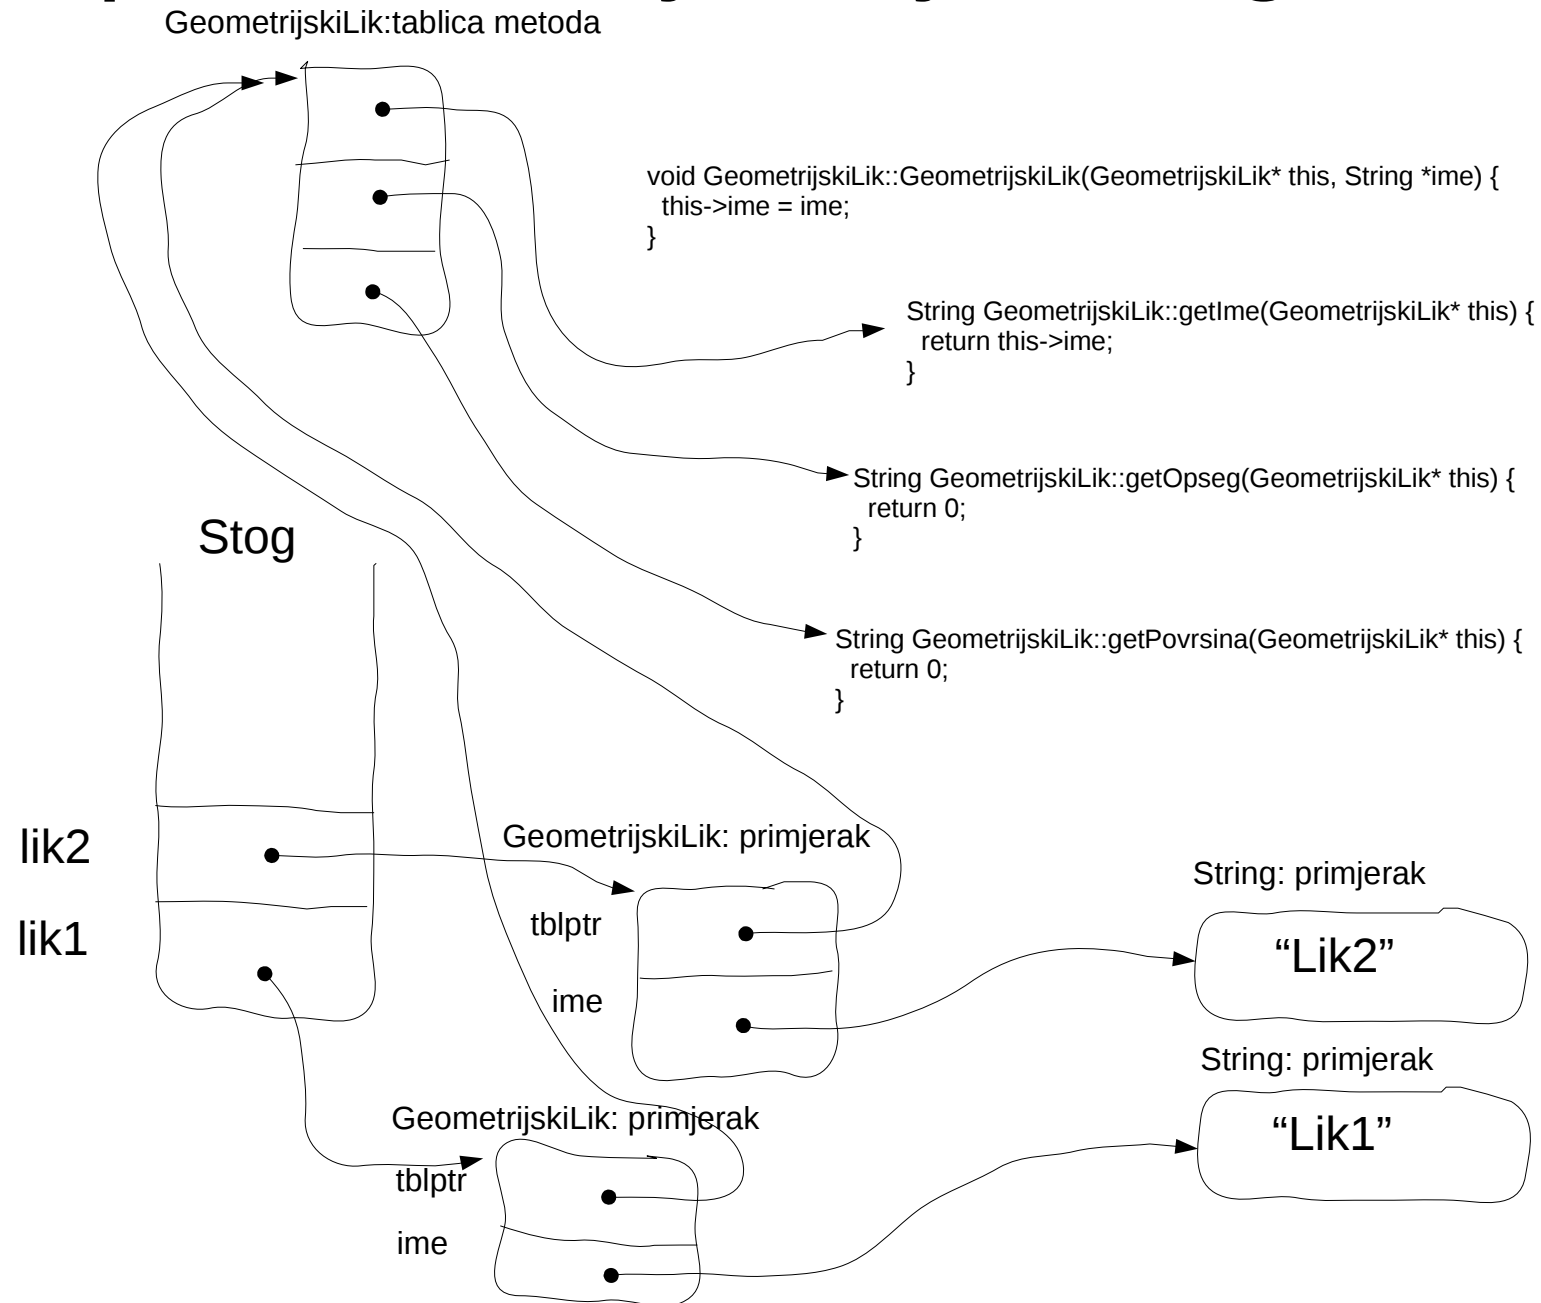 GeometrijskiLik:tablica metoda
void GeometrijskiLik::GeometrijskiLik(GeometrijskiLik* this, String *ime) {
this->ime = ime;
}
String GeometrijskiLik::getIme(GeometrijskiLik* this) {
return this->ime;
}
String GeometrijskiLik::getOpseg(GeometrijskiLik* this) {
return 0;
}
Stog
String GeometrijskiLik::getPovrsina(GeometrijskiLik* this) {
return 0;
}
lik2
lik1
GeometrijskiLik: primjerak
tblptr
ime
String: primjerak
“Lik2”
String: primjerak
“Lik1”
GeometrijskiLik: primjerak
tblptr
ime